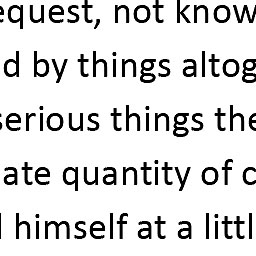 equest, not know
d by things altog
serious things the
ate quantity of c
l himself at a littl